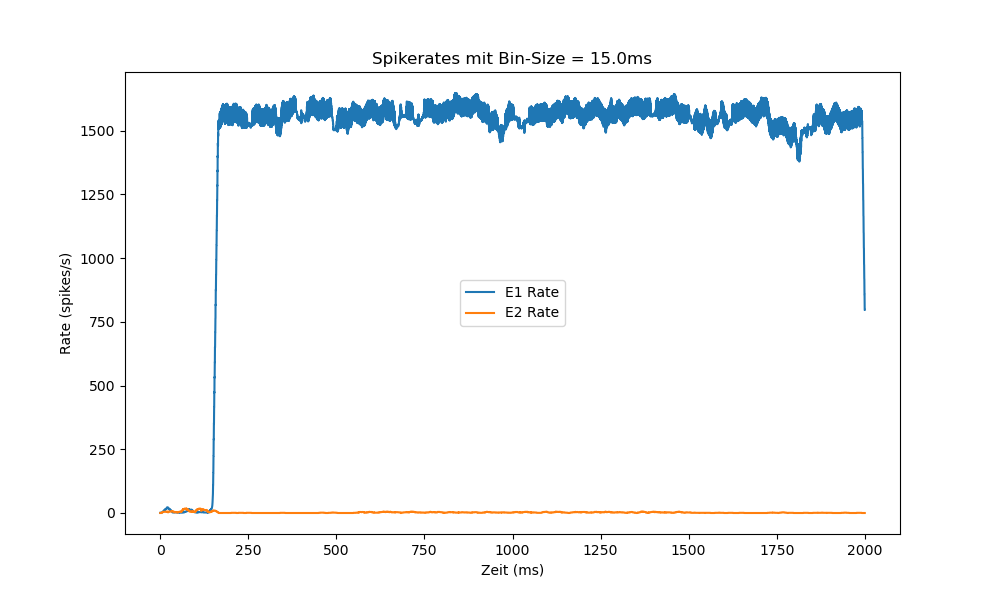 Spikerates mit Bin-Size = 15.0ms
Rate (spikes/s)
1500
1250
1000
750
500
250
0
E1 Rate
E2 Rate
0 250 500 750 1000 1250 1500 1750 2000
Zeit (ms)